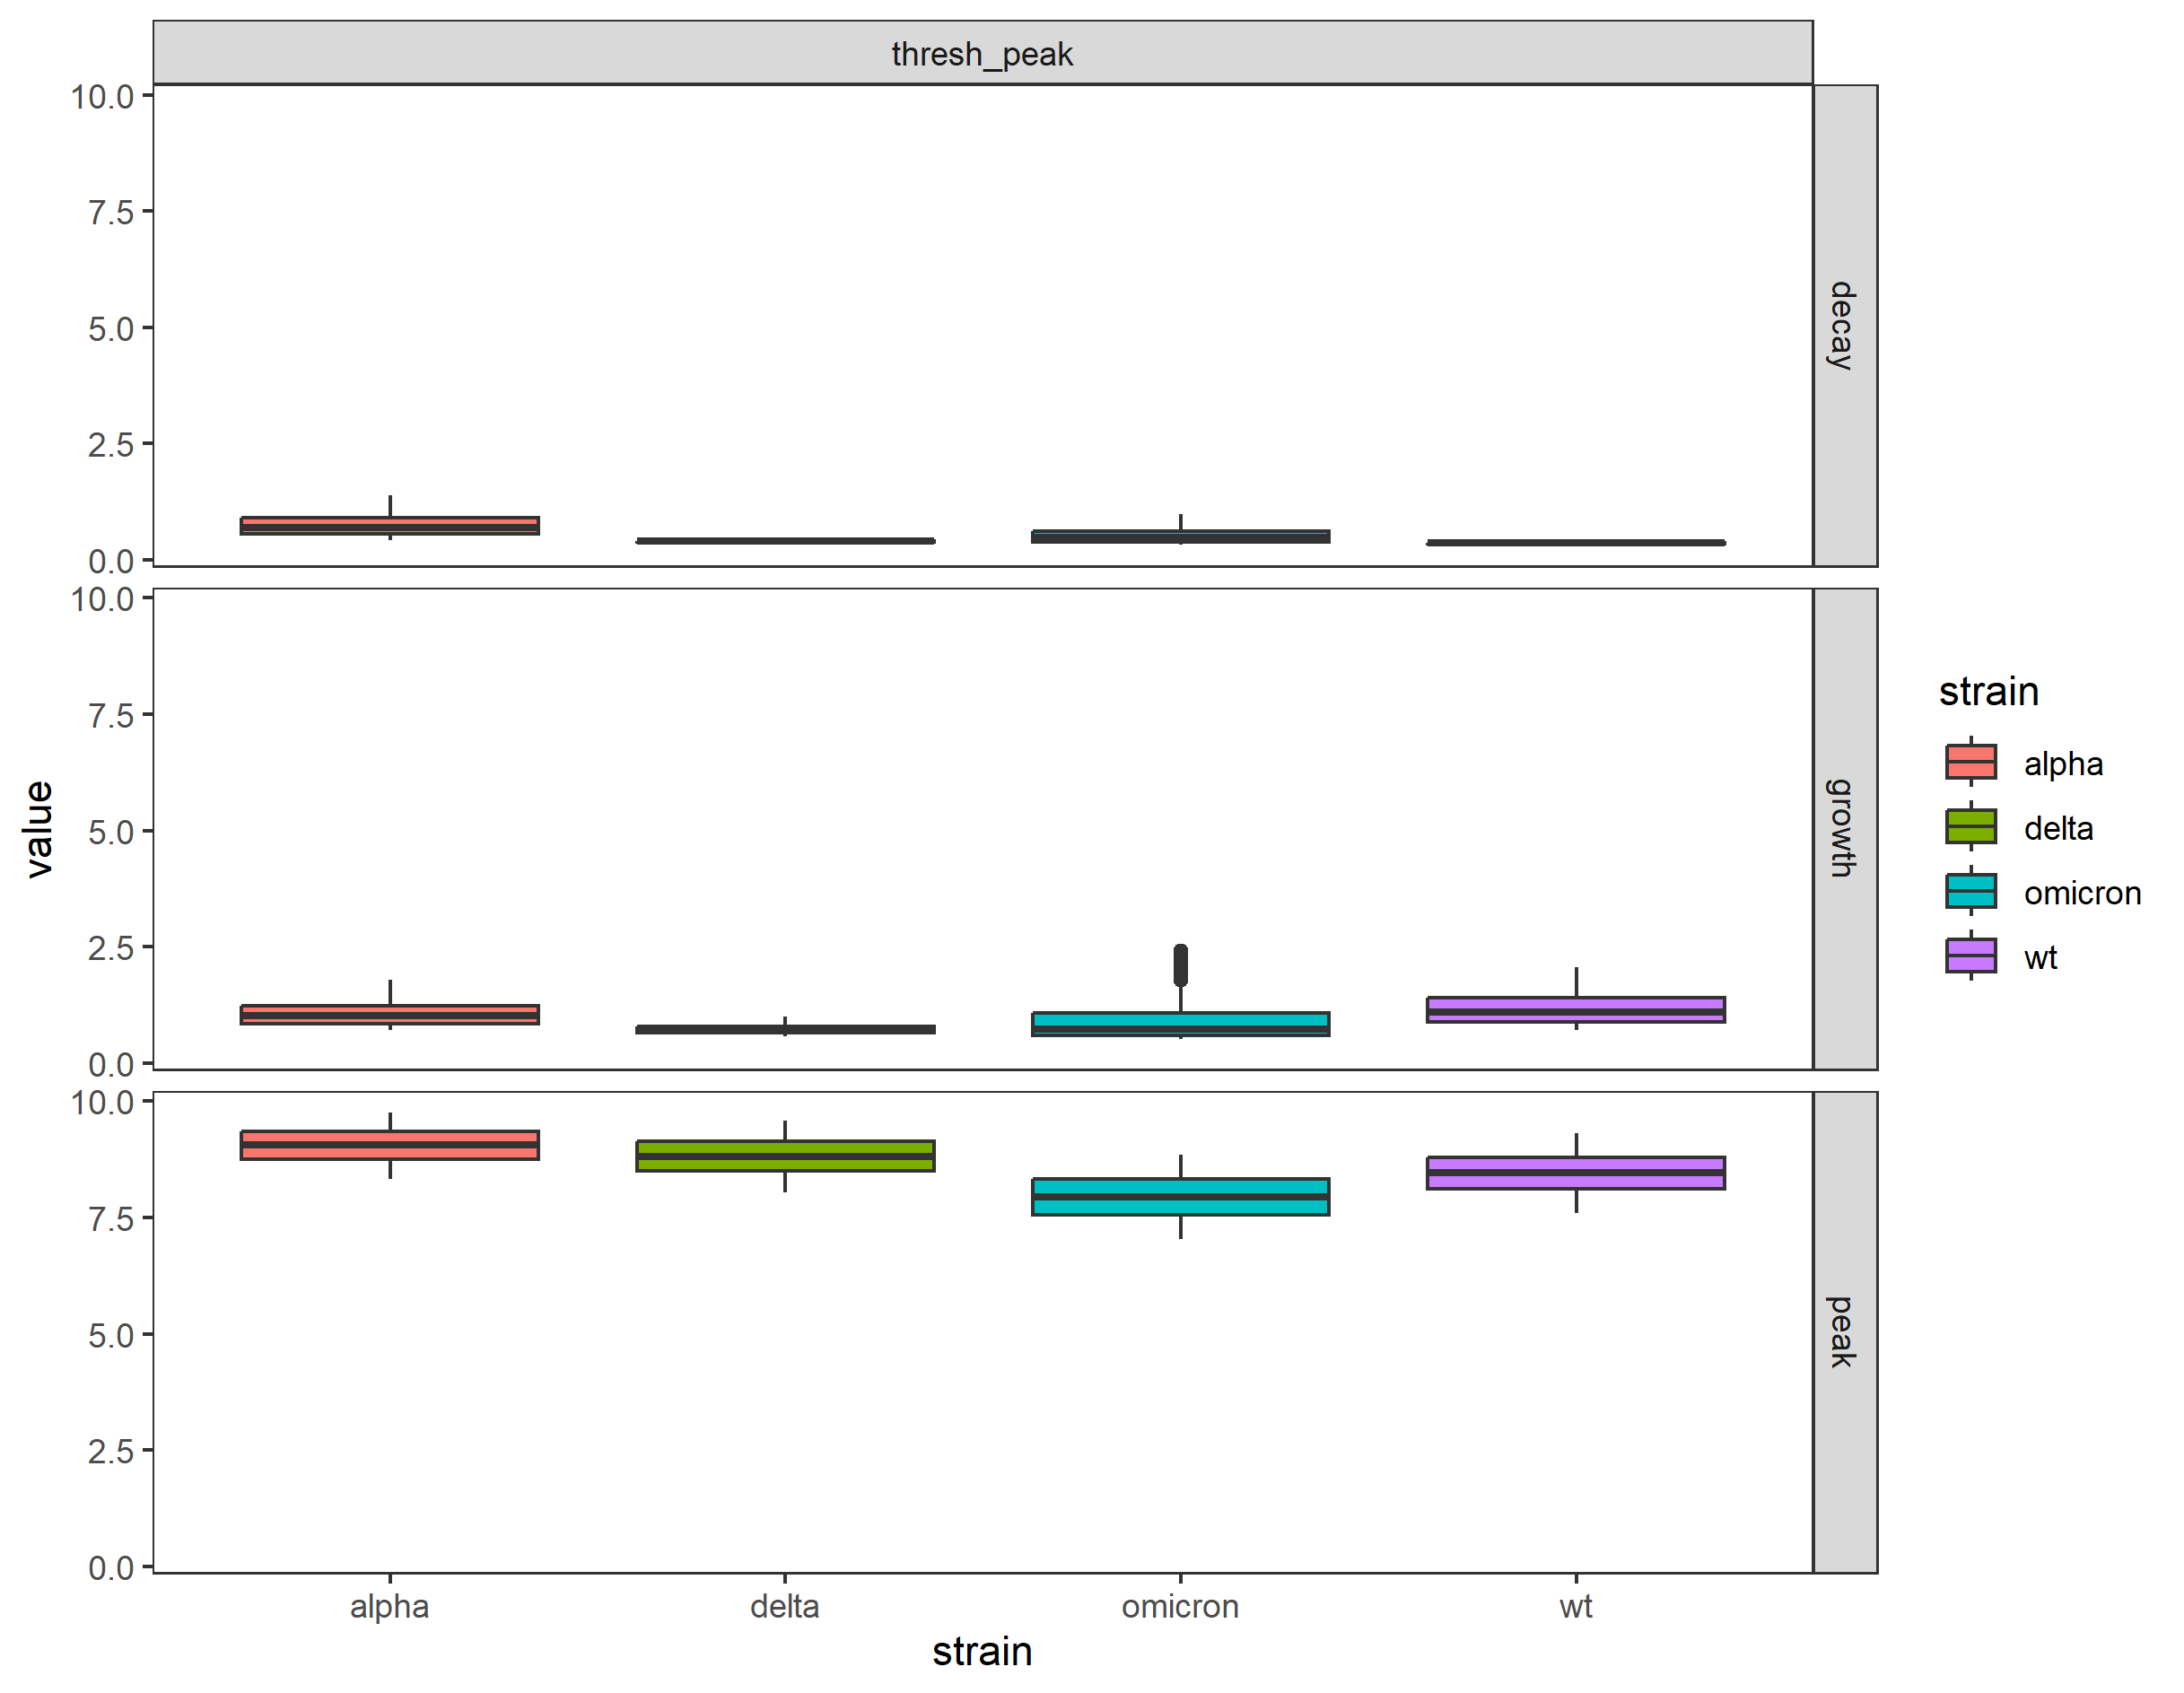 thresh_peak
10.0
7.5
5.0
2.5
0.0
decay
10.0
7.5
5.0
2.5
0.0
growth
10.0
7.5
5.0
2.5
0.0
peak
value
alpha
delta
omicron
wt
strain
strain
alpha
delta
omicron
wt